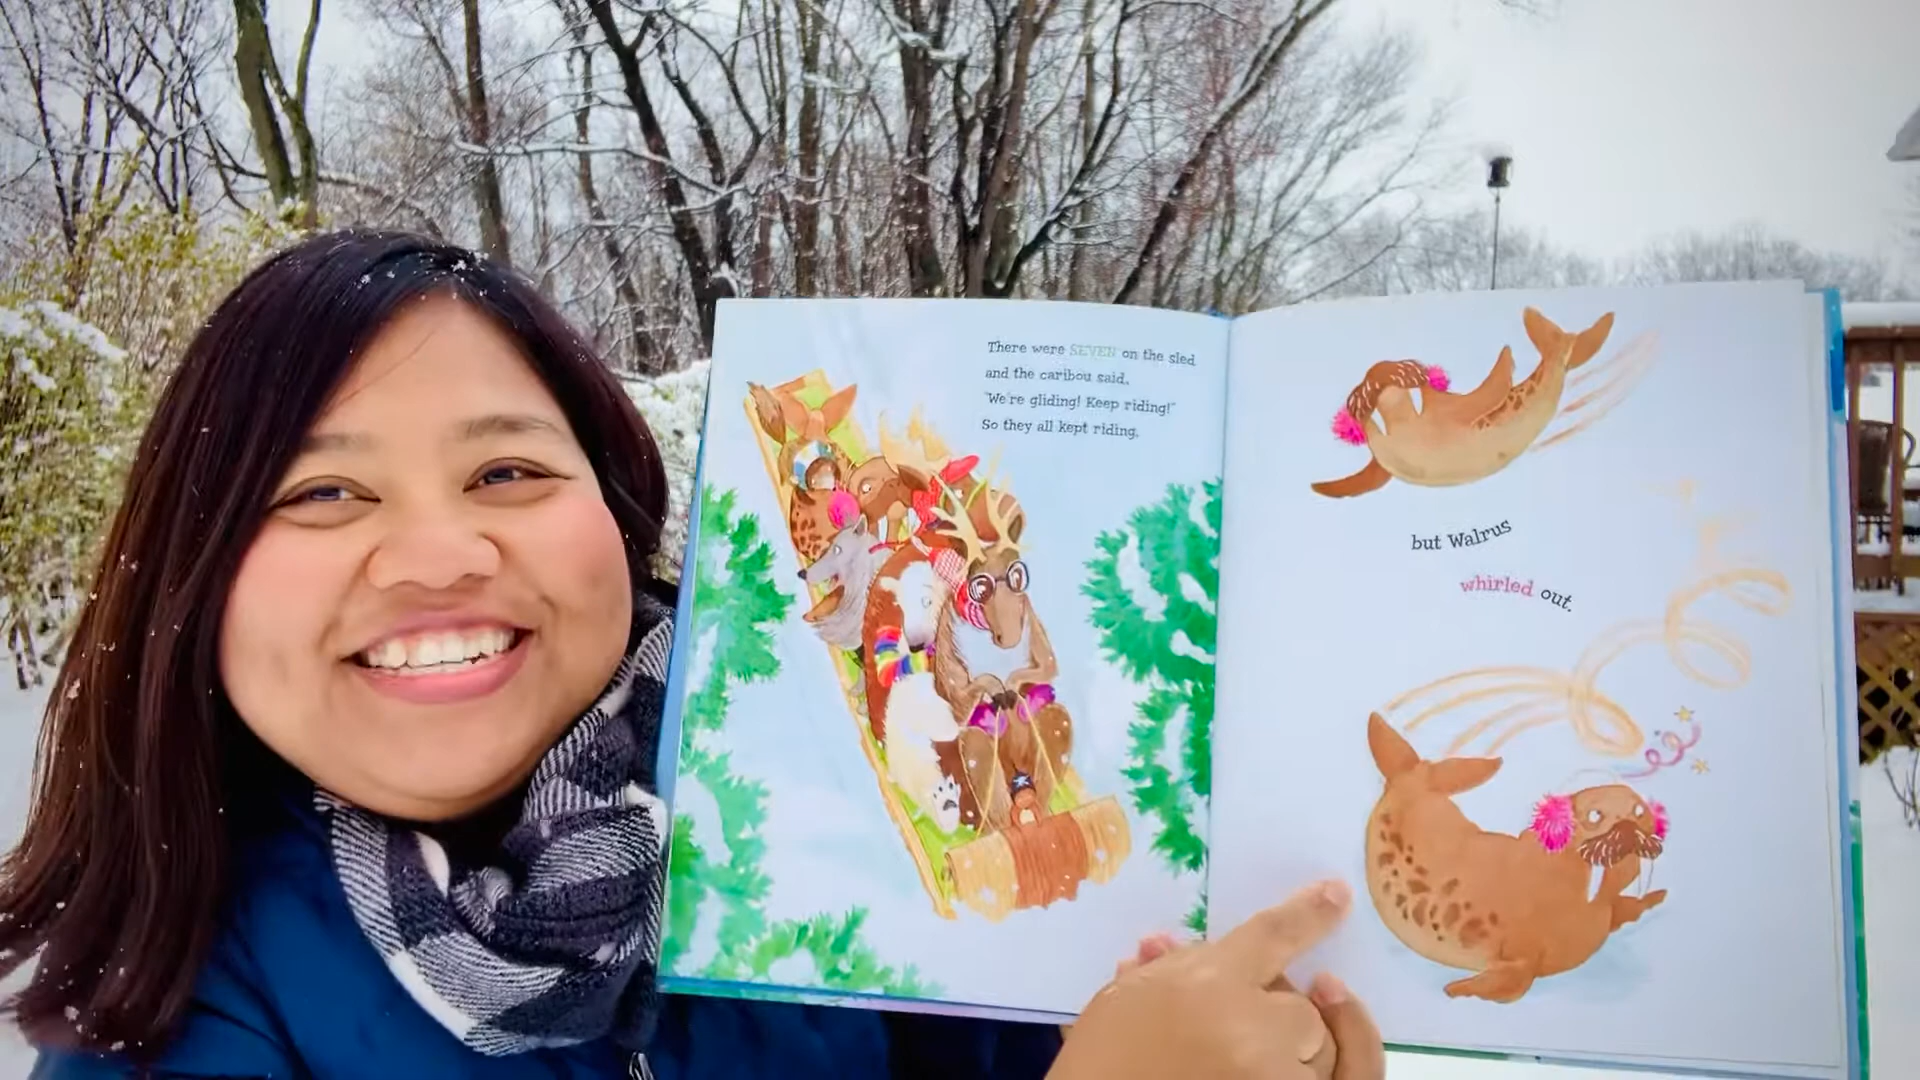 There were SEVEN on the sled
and the caribou said,
"We're gliding! Keep riding!"
So they all kept riding,
but Walrus
whirled out.